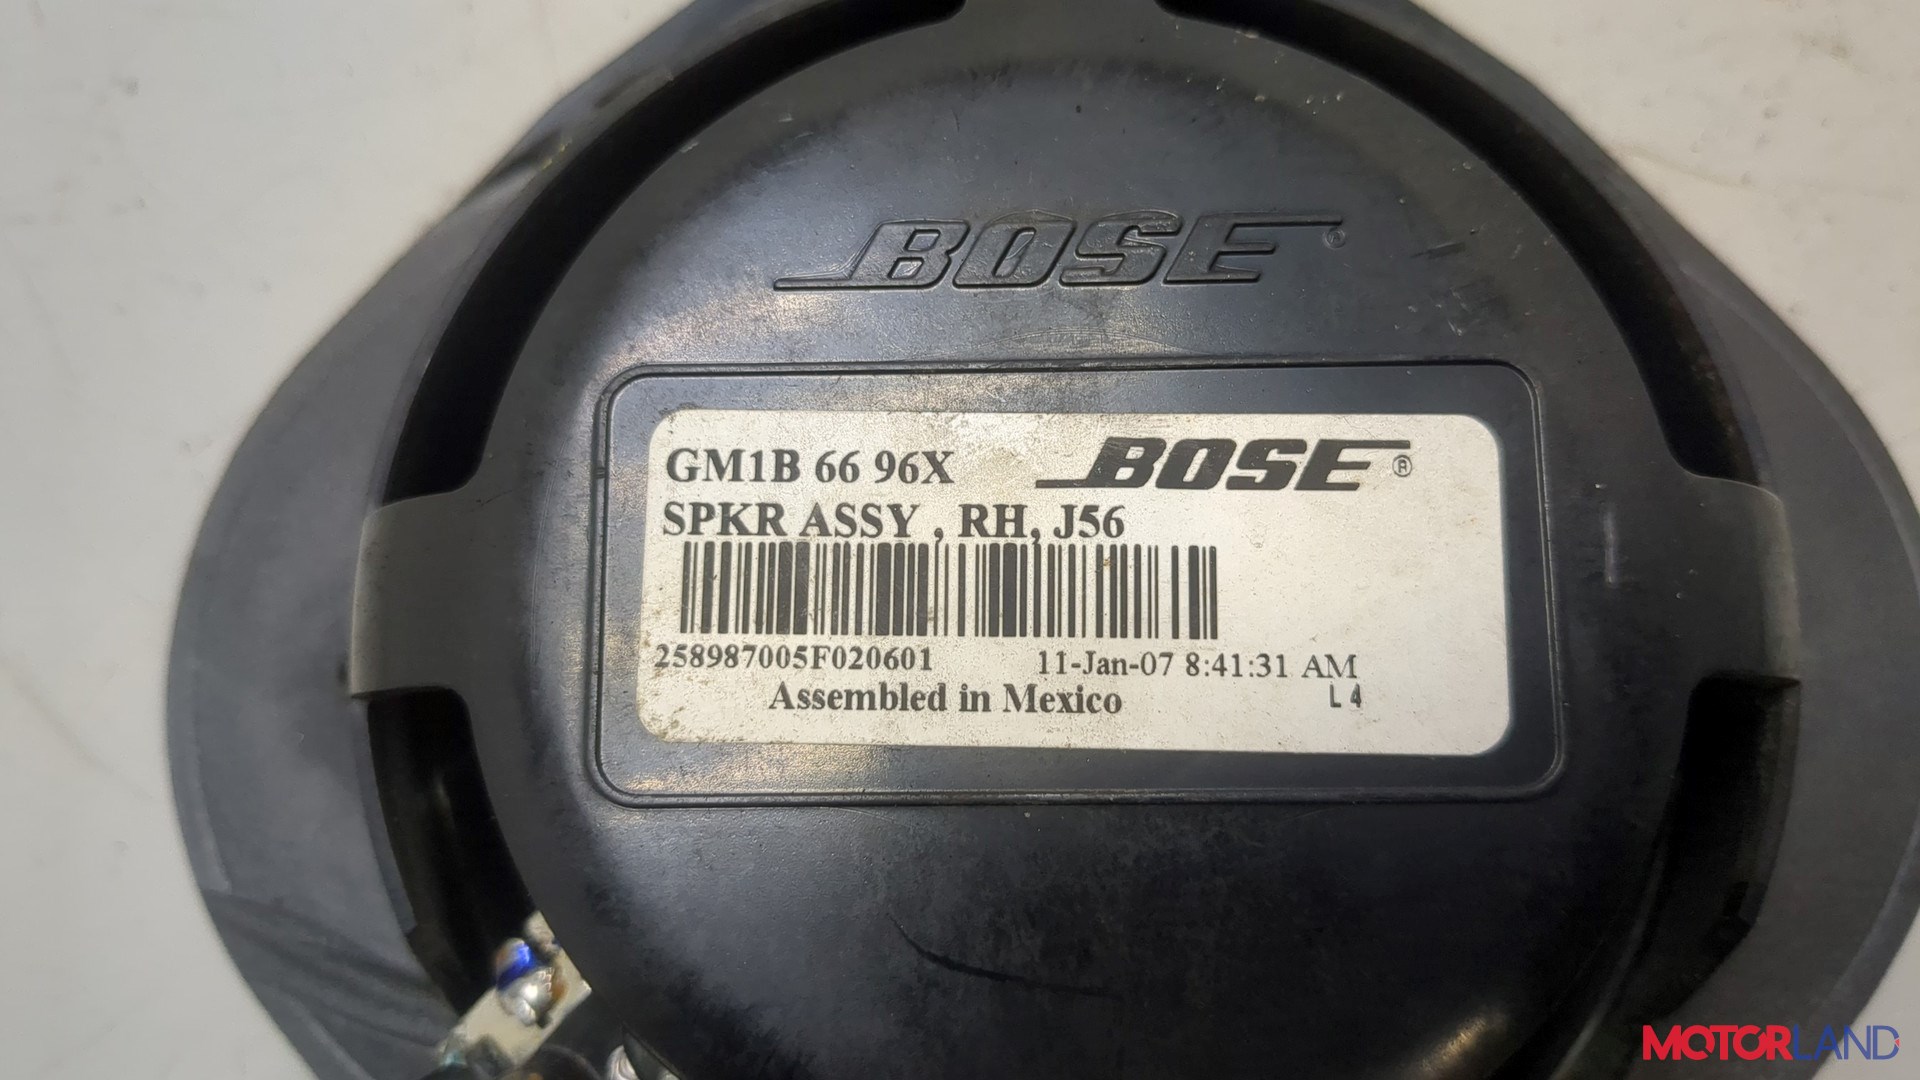 BOSE®
GM1B 66 96X BOSE®
SPKR ASSY , RH, J56
258987005F020601 11-Jan-07 8:41:31 AM
Assembled in Mexico L 4
MOTORLAND